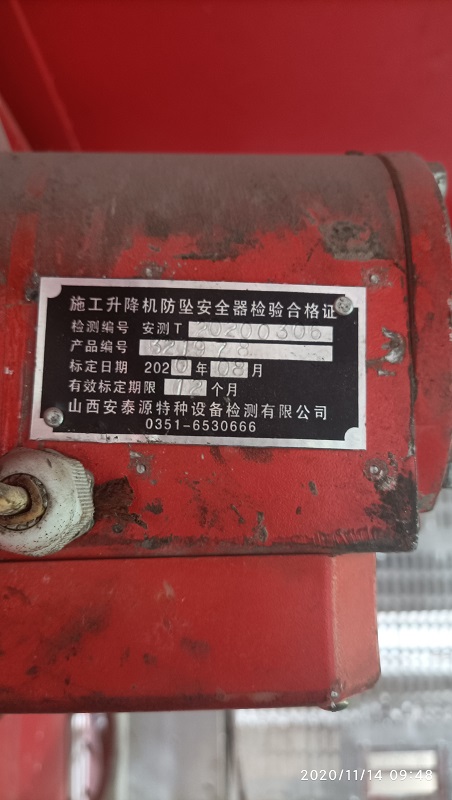 施工升降机防坠安全器检验合格证
检测编号 安测T 20200306
产品编号 321978
标定日期 2020年08月
有效标定期限 12个月
山西安泰源特种设备检测有限公司
0351-6530666
2020/11/14 09:48